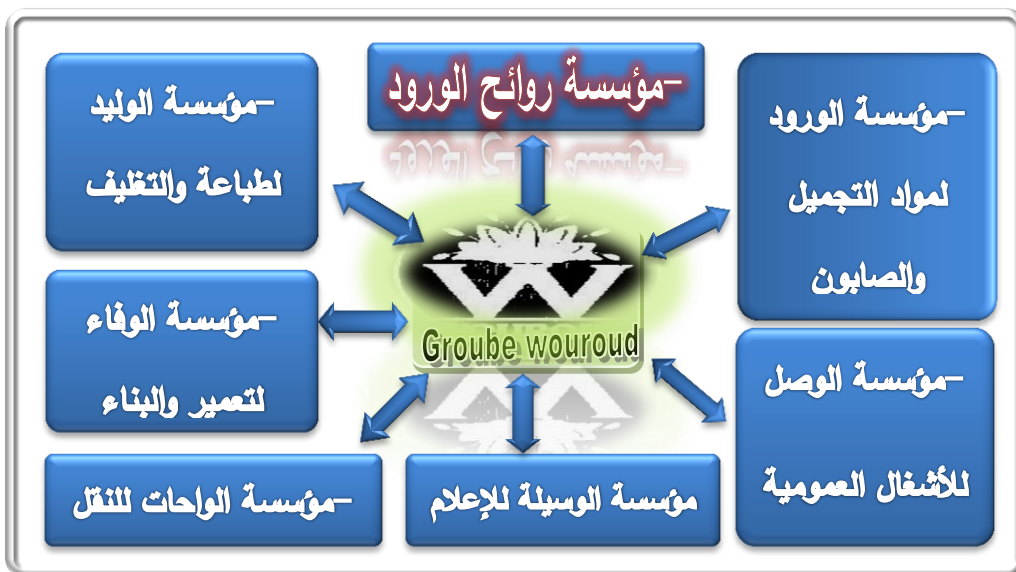 -مؤسسة روائح الورود
-مؤسسة الورود
لمواد التجميل
والصابون
-مؤسسة الوليد
لطباعة والتغليف
-مؤسسة الوفاء
لتعمير والبناء
Groube wouroud
-مؤسسة الوصل
للأشغال العمومية
مؤسسة الوسيلة للإعلام
-مؤسسة الواحات للنقل